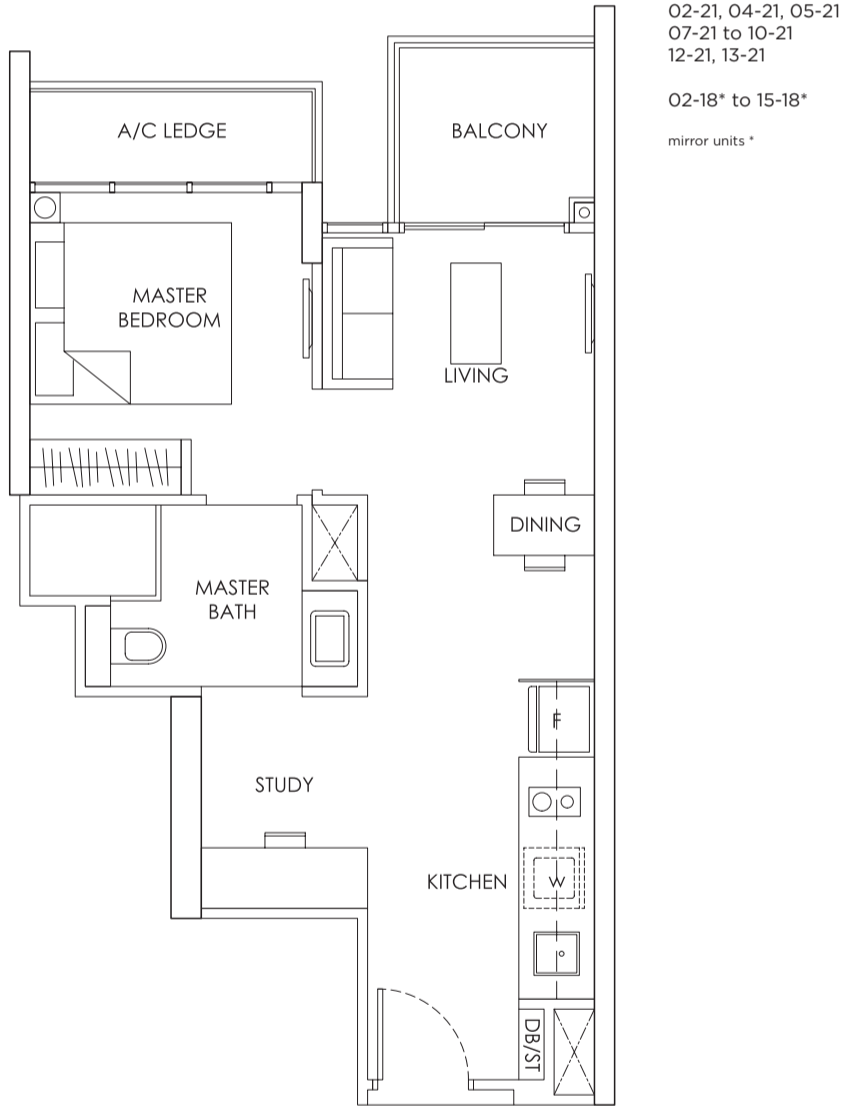 02-21, 04-21, 05-21
07-21 to 10-21
12-21, 13-21
02-18* to 15-18*
mirror units *
A/C LEDGE
BALCONY
MASTER
BEDROOM
LIVING
DINING
MASTER
BATH
F
STUDY
KITCHEN
W
DB/ST